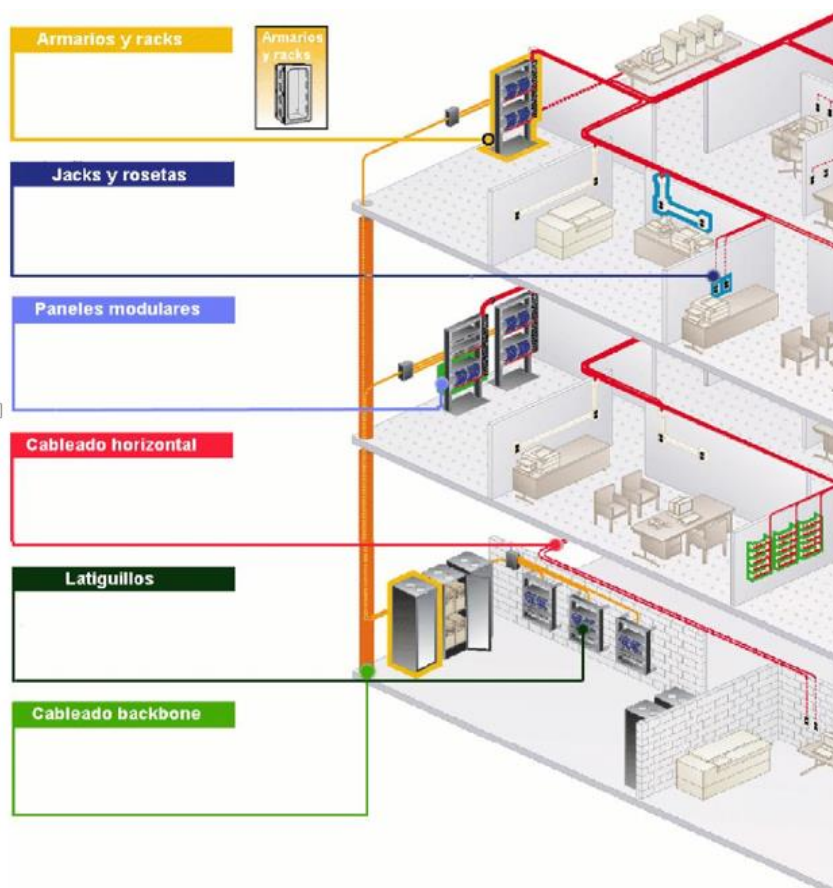 Armarios y racks
Armarios
y racks
Jacks y rosetas
Paneles modulares
Cableado horizontal
Latiguillos
Cableado backbone